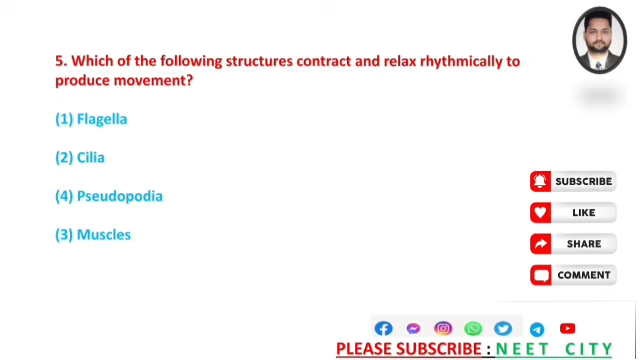 5. Which of the following structures contract and relax rhythmically to
produce movement?
(1) Flagella
(2) Cilia
(4) Pseudopodia
(3) Muscles
SUBSCRIBE
LIKE
SHARE
COMMENT
PLEASE SUBSCRIBE : NEET CITY